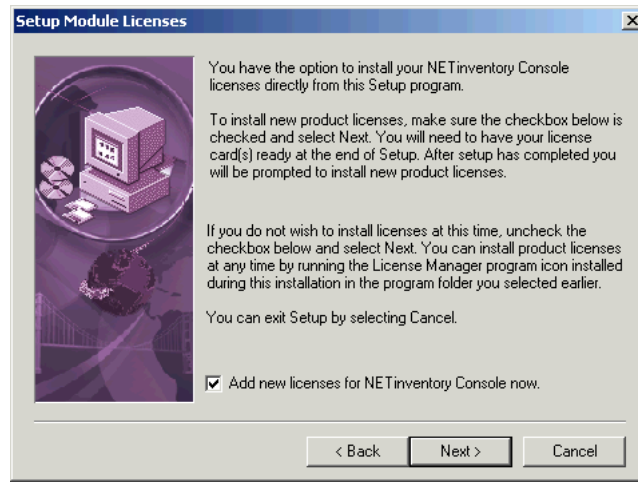 Setup Module Licenses
You have the option to install your NETinventory Console
licenses directly from this Setup program.
To install new product licenses, make sure the checkbox below is
checked and select Next. You will need to have your license
card(s) ready at the end of Setup. After setup has completed you
will be prompted to install new product licenses.
If you do not wish to install licenses at this time, uncheck the
checkbox below and select Next. You can install product licenses
at any time by running the License Manager program icon installed
during this installation in the program folder you selected earlier.
You can exit Setup by selecting Cancel.
Add new licenses for NETinventory Console now.
< Back Next > Cancel